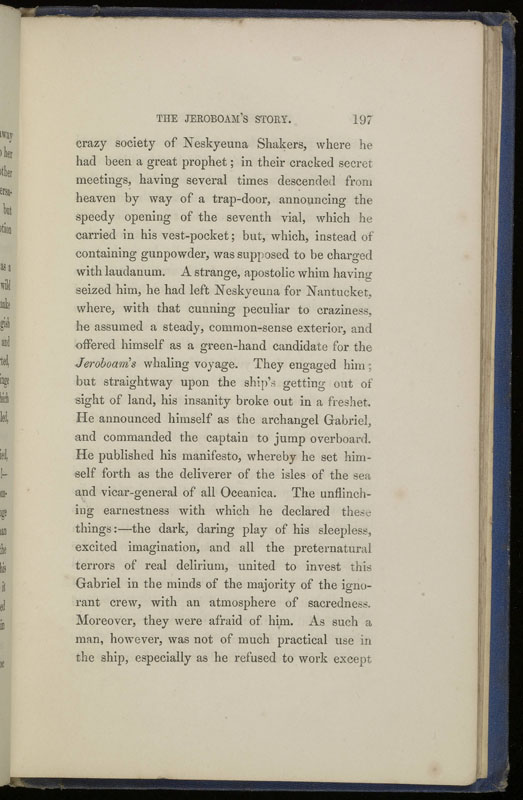 THE JEROBOAM'S STORY. 197
crazy society of Neskyeuna Shakers, where he
had been a great prophet; in their cracked secret
meetings, having several times descended from
heaven by way of a trap-door, announcing the
speedy opening of the seventh vial, which he
carried in his vest-pocket; but, which, instead of
containing gunpowder, was supposed to be charged
with laudanum. A strange, apostolic whim having
seized him, he had left Neskyeuna for Nantucket,
where, with that cunning peculiar to craziness,
he assumed a steady, common-sense exterior, and
offered himself as a green-hand candidate for the
Jeroboam's whaling voyage. They engaged him;
but straightway upon the ship's getting out of
sight of land, his insanity broke out in a freshet.
He announced himself as the archangel Gabriel,
and commanded the captain to jump overboard.
He published his manifesto, whereby he set him-
self forth as the deliverer of the isles of the sea
and vicar-general of all Oceanica. The unflinch-
ing earnestness with which he declared these
things:—the dark, daring play of his sleepless,
excited imagination, and all the preternatural
terrors of real delirium, united to invest this
Gabriel in the minds of the majority of the igno-
rant crew, with an atmosphere of sacredness.
Moreover, they were afraid of him. As such a
man, however, was not of much practical use in
the ship, especially as he refused to work except